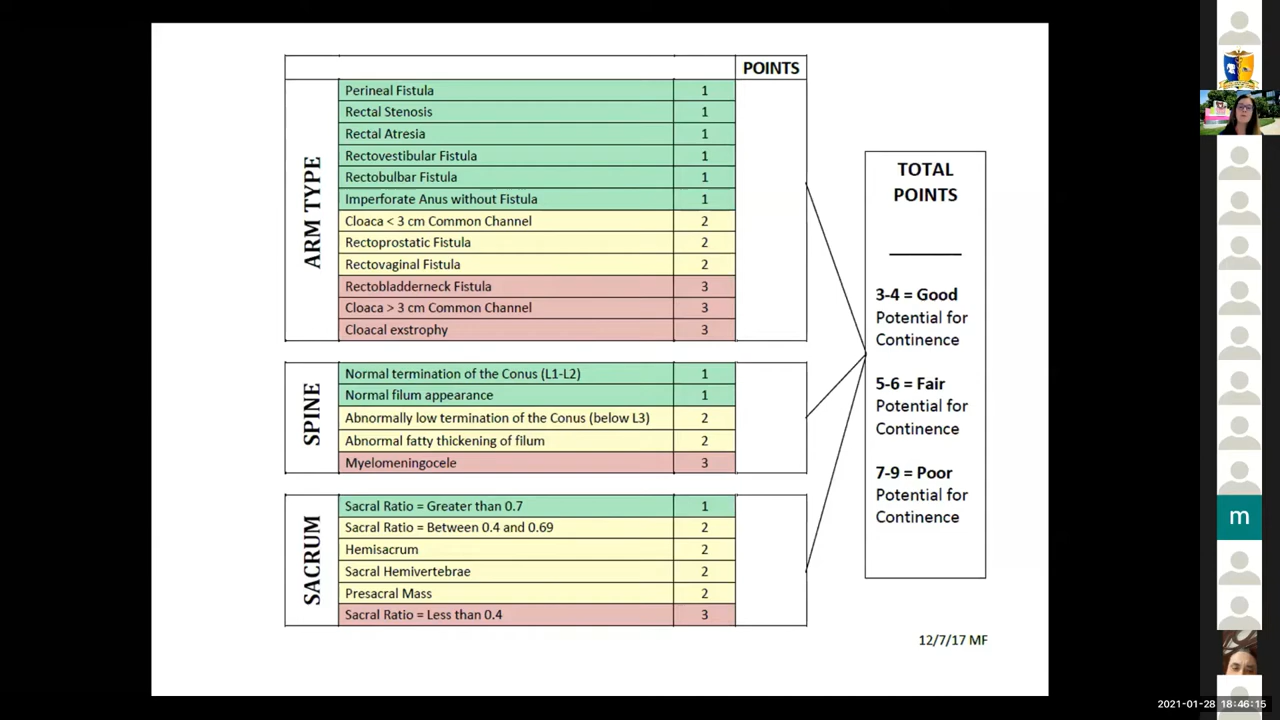 POINTS
ARM TYPE
Perineal Fistula 1
Rectal Stenosis 1
Rectal Atresia 1
Rectovestibular Fistula 1
Rectobulbar Fistula 1
Imperforate Anus without Fistula 1
Cloaca < 3 cm Common Channel 2
Rectoprostatic Fistula 2
Rectovaginal Fistula 2
Rectobladderneck Fistula 3
Cloaca > 3 cm Common Channel 3
Cloacal exstrophy 3
SPINE
Normal termination of the Conus (L1-L2) 1
Normal filum appearance 1
Abnormally low termination of the Conus (below L3) 2
Abnormal fatty thickening of filum 2
Myelomeningocele 3
SACRUM
Sacral Ratio = Greater than 0.7 1
Sacral Ratio = Between 0.4 and 0.69 2
Hemisacrum 2
Sacral Hemivertebrae 2
Presacral Mass 2
Sacral Ratio = Less than 0.4 3
TOTAL
POINTS
3-4 = Good
Potential for
Continence
5-6 = Fair
Potential for
Continence
7-9 = Poor
Potential for
Continence
12/7/17 MF
m
2021-01-28 18:46:15